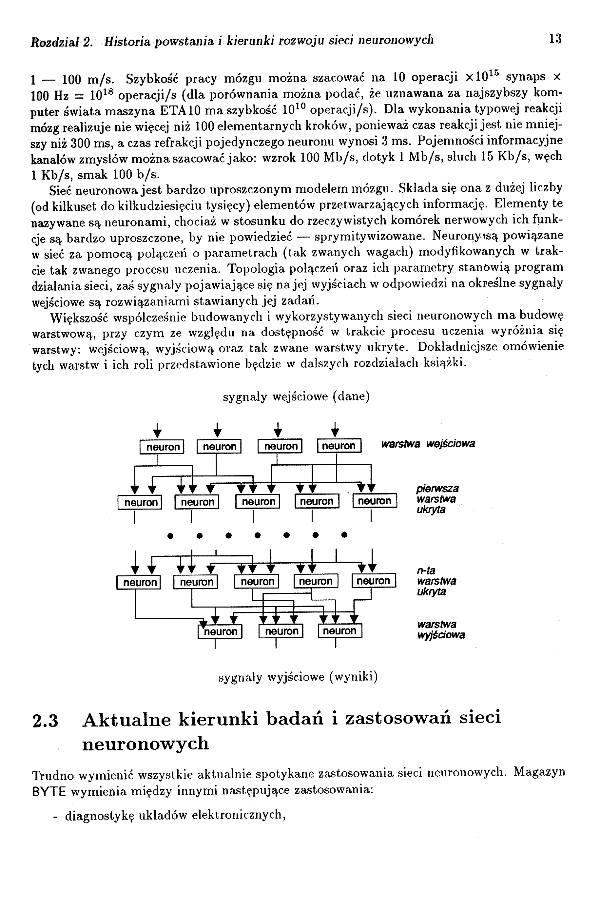 Rozdział 2. Historia powstania i kierunki rozwoju sieci neuronowych 13
1 — 100 m/s. Szybkość pracy mózgu można szacować na 10 operacji x10¹⁵ synaps x
100 Hz = 10¹⁸ operacji/s (dla porównania można podać, że uznawana za najszybszy kom-
puter świata maszyna ETA10 ma szybkość 10¹⁰ operacji/s). Dla wykonania typowej reakcji
mózg realizuje nie więcej niż 100 elementarnych kroków, ponieważ czas reakcji jest nie mniej-
szy niż 300 ms, a czas refrakcji pojedynczego neuronu wynosi 3 ms. Pojemności informacyjne
kanałów zmysłów można szacować jako: wzrok 100 Mb/s, dotyk 1 Mb/s, słuch 15 Kb/s, węch
1 Kb/s, smak 100 b/s.
Sieć neuronowa jest bardzo uproszczonym modelem mózgu. Składa się ona z dużej liczby
(od kilkuset do kilkudziesięciu tysięcy) elementów przetwarzających informację. Elementy te
nazywane są neuronami, chociaż w stosunku do rzeczywistych komórek nerwowych ich funk-
cje są bardzo uproszczone, by nie powiedzieć — sprymitywizowane. Neurony są powiązane
w sieć za pomocą połączeń o parametrach (tak zwanych wagach) modyfikowanych w trak-
cie tak zwanego procesu uczenia. Topologia połączeń oraz ich parametry stanowią program
działania sieci, zaś sygnały pojawiające się na jej wyjściach w odpowiedzi na określne sygnały
wejściowe są rozwiązaniami stawianych jej zadań.
Większość współcześnie budowanych i wykorzystywanych sieci neuronowych ma budowę
warstwową, przy czym ze względu na dostępność w trakcie procesu uczenia wyróżnia się
warstwy: wejściową, wyjściową oraz tak zwane warstwy ukryte. Dokładniejsze omówienie
tych warstw i ich roli przedstawione będzie w dalszych rozdziałach książki.
sygnały wejściowe (dane)
neuron neuron neuron neuron warstwa wejściowa
neuron neuron neuron neuron neuron pierwsza
warstwa
ukryta
neuron neuron neuron neuron neuron n-ta
warstwa
ukryta
neuron neuron neuron warstwa
wyjściowa
sygnały wyjściowe (wyniki)
2.3 Aktualne kierunki badań i zastosowań sieci
neuronowych
Trudno wymienić wszystkie aktualnie spotykane zastosowania sieci neuronowych. Magazyn
BYTE wymienia między innymi następujące zastosowania:
- diagnostykę układów elektronicznych,